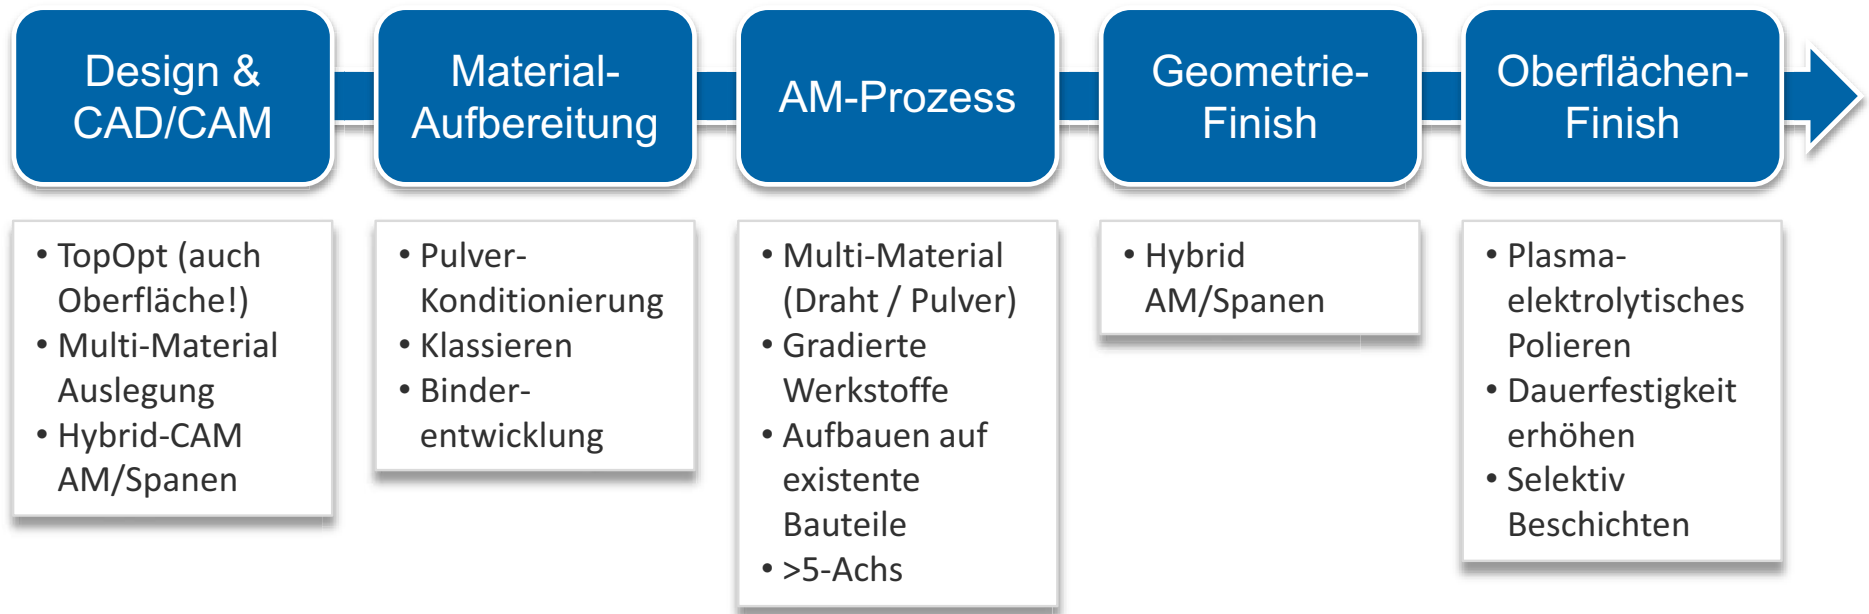 Design &
CAD/CAM
Material-
Aufbereitung
AM-Prozess
Geometrie-
Finish
Oberflächen-
Finish
• TopOpt (auch
Oberfläche!)
• Multi-Material
Auslegung
• Hybrid-CAM
AM/Spanen
• Pulver-
Konditionierung
• Klassieren
• Binder-
entwicklung
• Multi-Material
(Draht / Pulver)
• Gradierte
Werkstoffe
• Aufbauen auf
existente
Bauteile
• >5-Achs
• Hybrid
AM/Spanen
• Plasma-
elektrolytisches
Polieren
• Dauerfestigkeit
erhöhen
• Selektiv
Beschichten